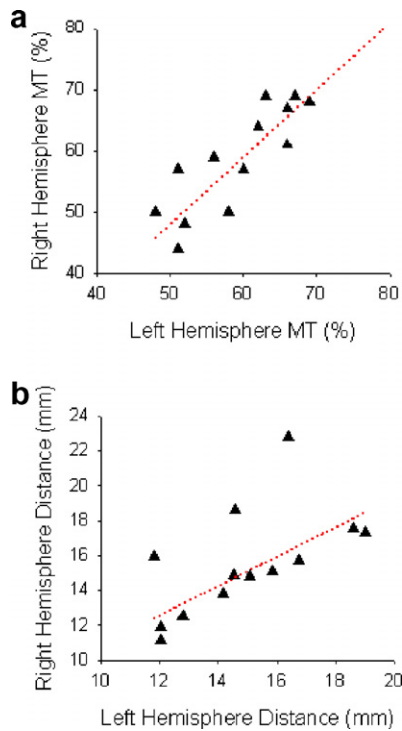 a
80
70
60
50
40
40 50 60 70 80
Right Hemisphere MT (%)
Left Hemisphere MT (%)
b
24
22
20
18
16
14
12
10
10 12 14 16 18 20
Right Hemisphere Distance (mm)
Left Hemisphere Distance (mm)